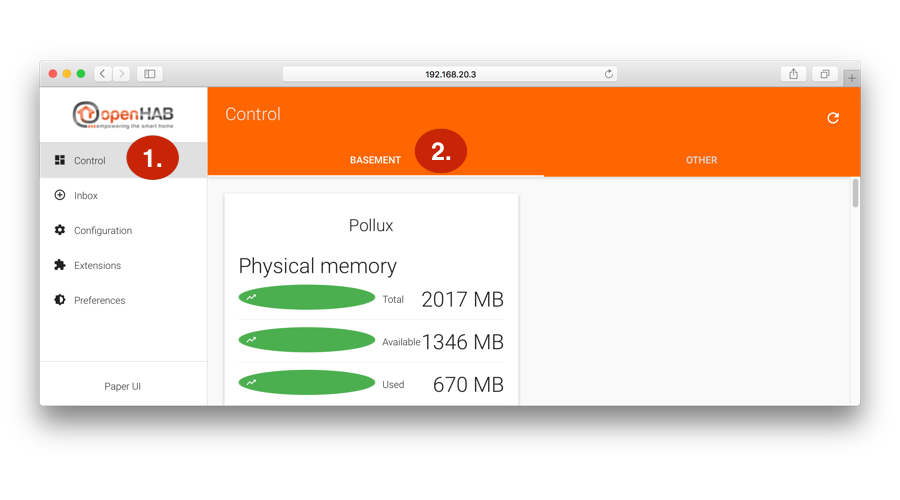 192.168.20.3
openHAB
empowering the smart home
Control
1.
Inbox
Configuration
Extensions
Preferences
Paper UI
Control
BASEMENT
2.
OTHER
Pollux
Physical memory
Total 2017 MB
Available 1346 MB
Used 670 MB